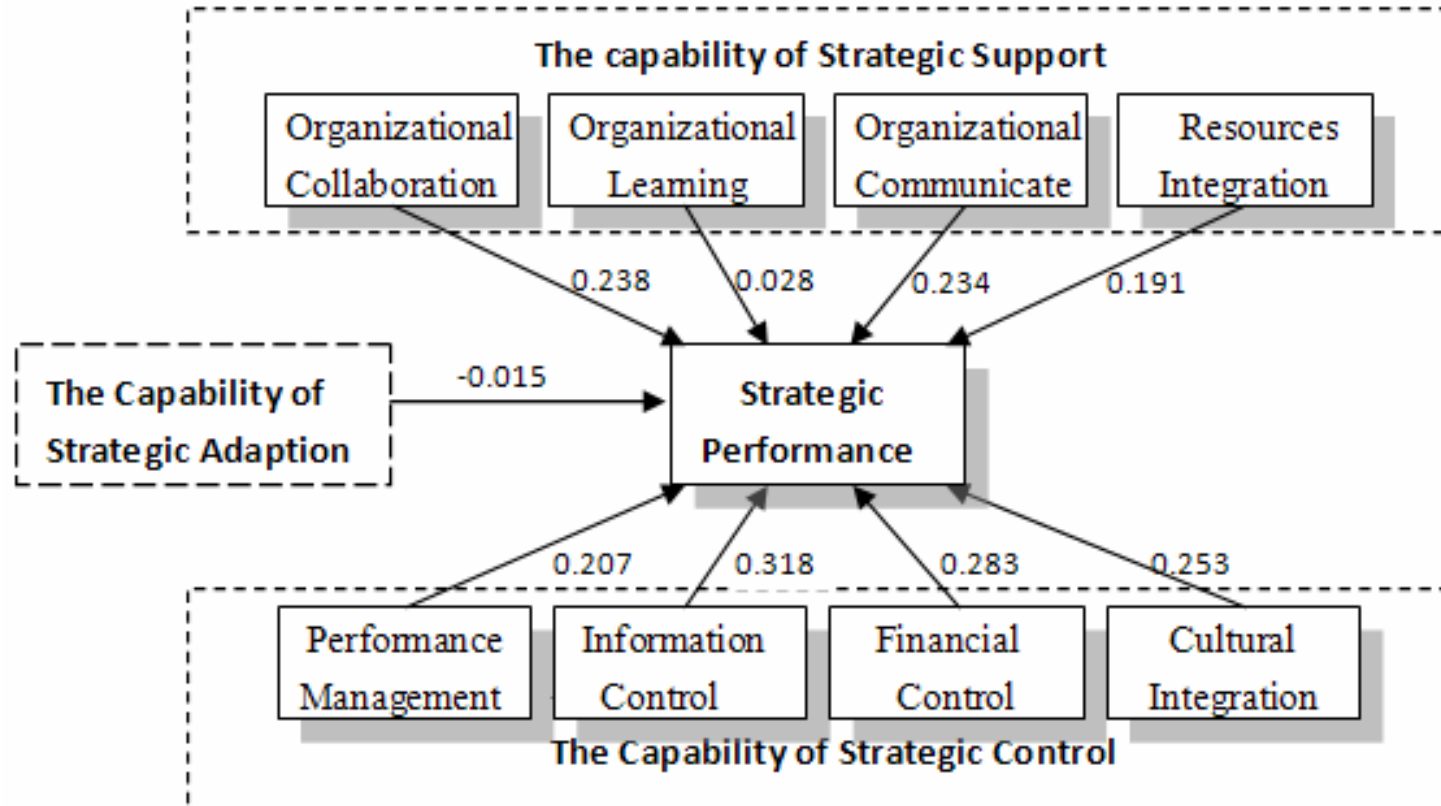 The capability of Strategic Support
Organizational
Collaboration
Organizational
Learning
Organizational
Communicate
Resources
Integration
0.238
0.028
0.234
0.191
The Capability of
Strategic Adaption
-0.015
Strategic
Performance
0.207
0.318
0.283
0.253
Performance
Management
Information
Control
Financial
Control
Cultural
Integration
The Capability of Strategic Control